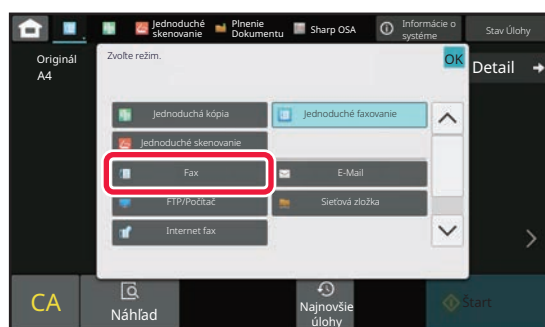 Jednoduché
skenovanie
Plnenie
Dokumentu
Sharp OSA
Informácie o
systéme
Stav Úlohy
Originál
A4
Zvoľte režim.
OK
Detail
Jednoduchá kópia
Jednoduché faxovanie
Jednoduché skenovanie
Fax
E-Mail
FTP/Počítač
Sieťová zložka
Internet fax
CA
Náhľad
Najnovšie
úlohy
Štart